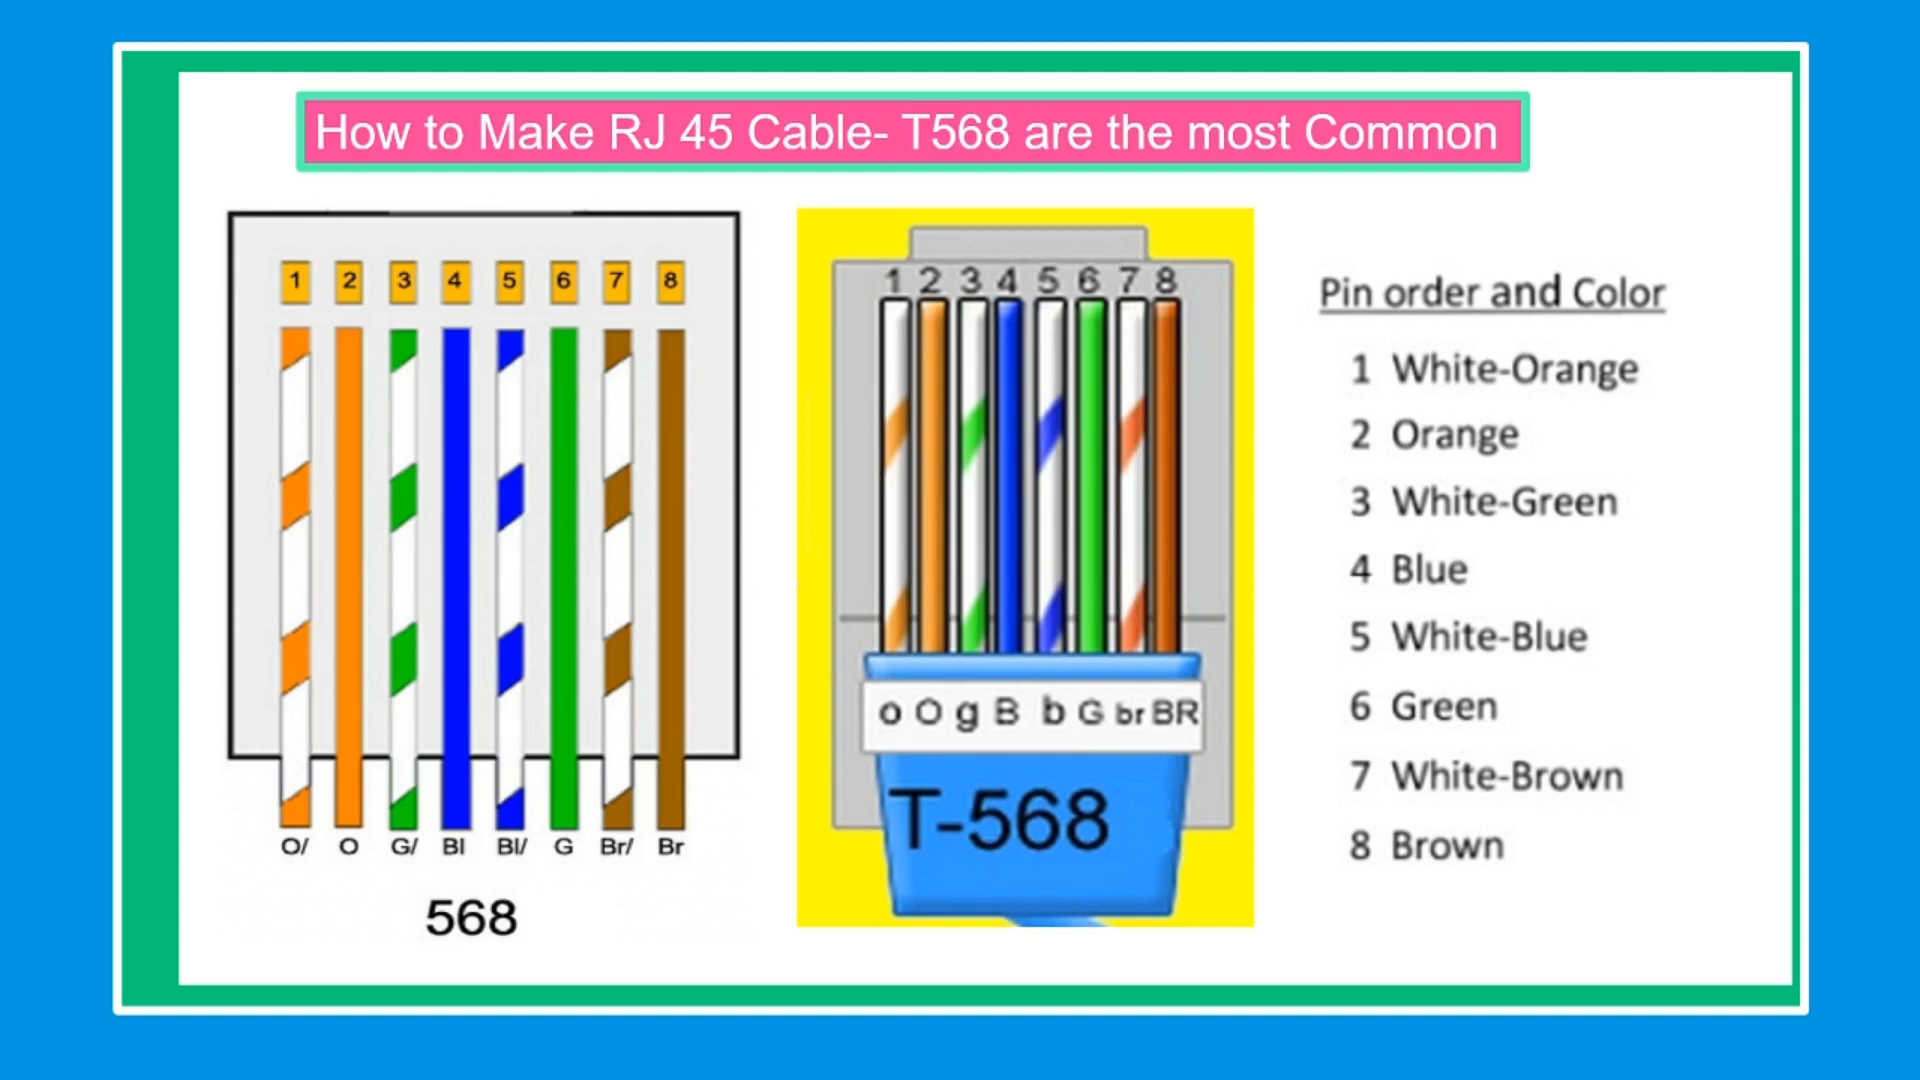 How to Make RJ 45 Cable- T568 are the most Common
1 2 3 4 5 6 7 8
O/ O G/ Bl Bl/ G Br/ Br
568
1 2 3 4 5 6 7 8
o O g B b G br BR
T-568
Pin order and Color
1 White-Orange
2 Orange
3 White-Green
4 Blue
5 White-Blue
6 Green
7 White-Brown
8 Brown